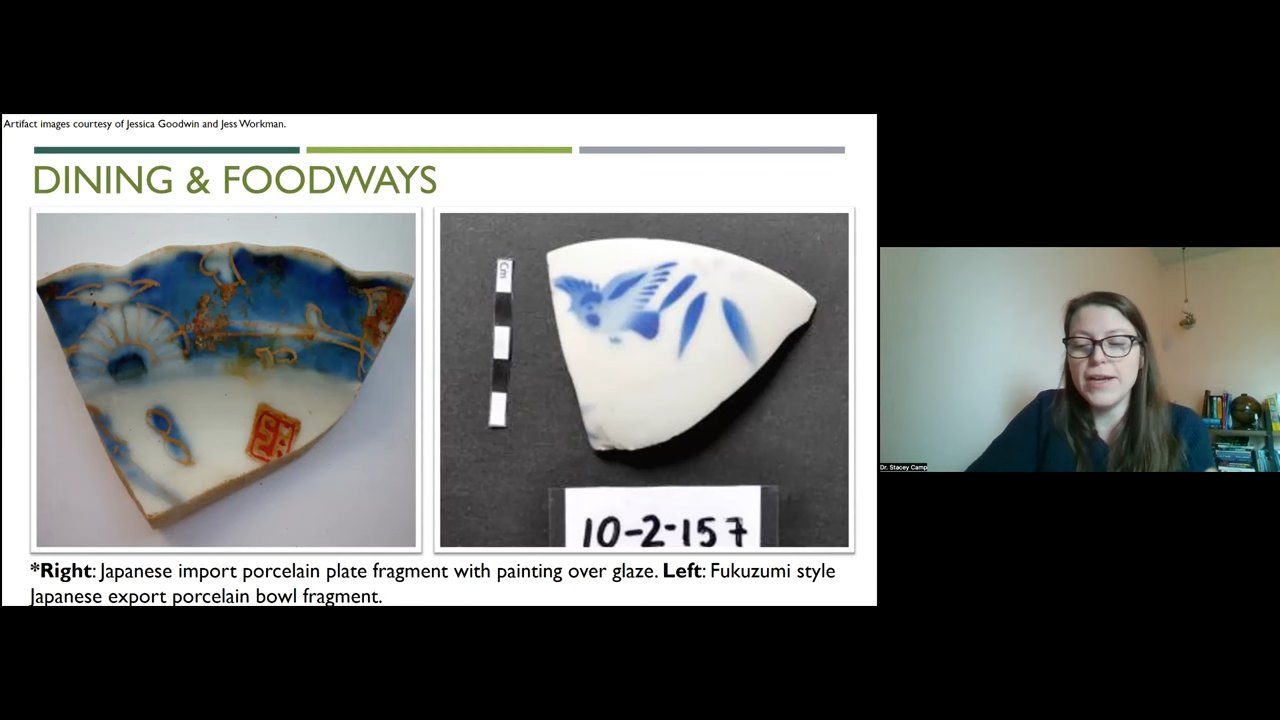 Artifact images courtesy of Jessica Goodwin and Jess Workman.
DINING & FOODWAYS
Cm
10-2-157
*Right: Japanese import porcelain plate fragment with painting over glaze. Left: Fukuzumi style
Japanese export porcelain bowl fragment.
Dr. Stacey Camp